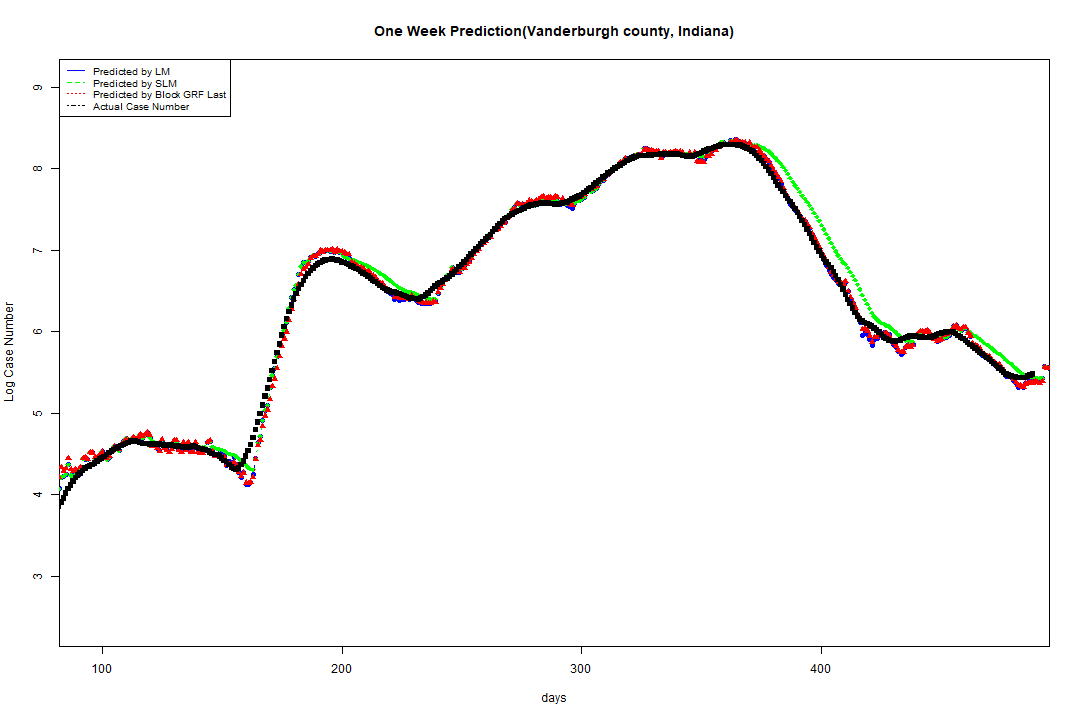 One Week Prediction(Vanderburgh county, Indiana)
Predicted by LM
Predicted by SLM
Predicted by Block GRF Last
Actual Case Number
9
8
7
6
5
4
3
Log Case Number
100 200 300 400
days